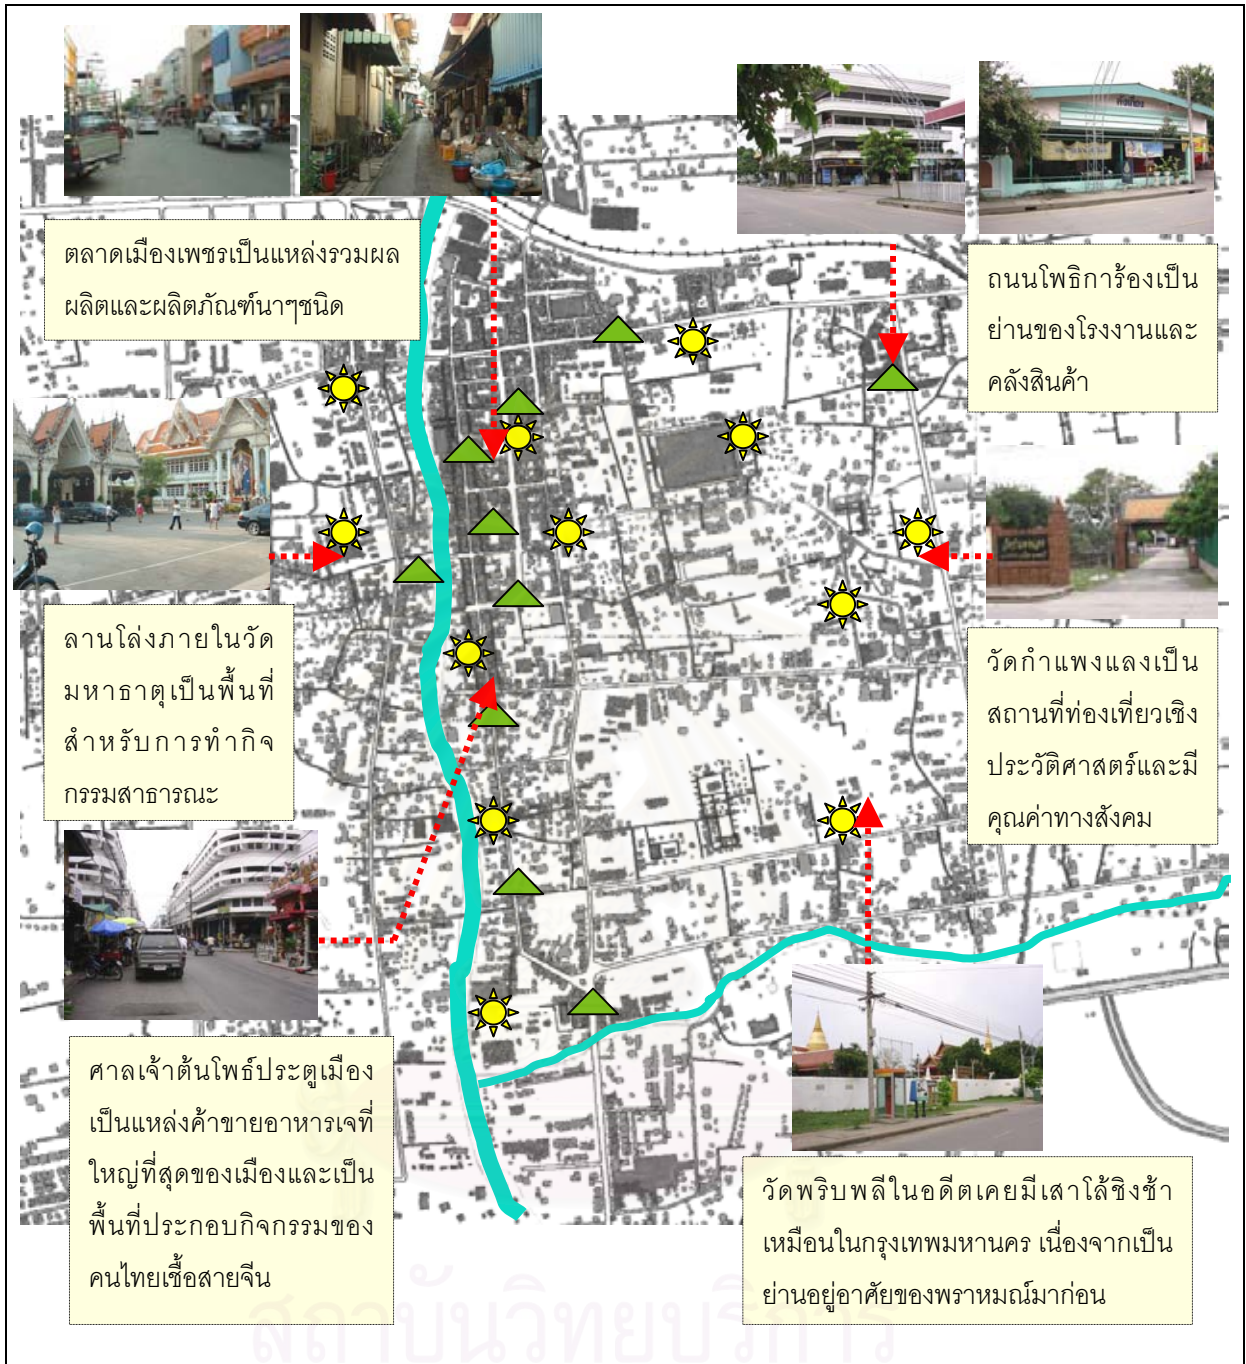 ตลาดเมืองเพชรเป็นแหล่งรวมผล
ผลิตและผลิตภัณฑ์นาๆชนิด
ถนนโพธิการ้องเป็น
ย่านของโรงงานและ
คลังสินค้า
ลานโล่งภายในวัด
มหาธาตุเป็นพื้นที่
สำหรับการทำกิจ
กรรมสาธารณะ
วัดกำแพงแลงเป็น
สถานที่ท่องเที่ยวเชิง
ประวัติศาสตร์และมี
คุณค่าทางสังคม
ศาลเจ้าต้นโพธ์ประตูเมือง
เป็นแหล่งค้าขายอาหารเจที่
ใหญ่ที่สุดของเมืองและเป็น
พื้นที่ประกอบกิจกรรมของ
คนไทยเชื้อสายจีน
วัดพริบพลีในอดีตเคยมีเสาโล้ชิงช้า
เหมือนในกรุงเทพมหานคร เนื่องจากเป็น
ย่านอยู่อาศัยของพราหมณ์มาก่อน
สถาบันวิทยบริการ